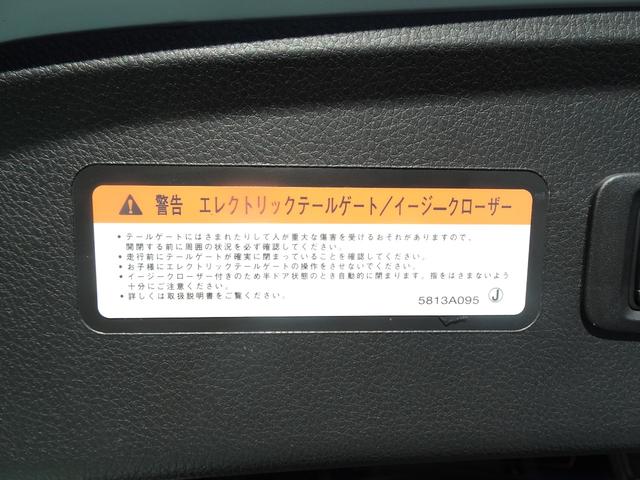 警告 エレクトリックテールゲート/イージークローザー
• テールゲートにはさまれたりして人が重大な傷害を受けるおそれがありますので、
開閉する前に周囲の状況を必ず確認してください。
• 走行前にテールゲートが確実に閉まっていることを確認してください。
• お子様にエレクトリックテールゲートの操作をさせないでください。
• イージークローザー付きのため半ドア状態のとき自動的に閉まります。指をはさまないよう
十分にご注意ください。
• 詳しくは取扱説明書をご覧ください。
5813A095 Ⓙ